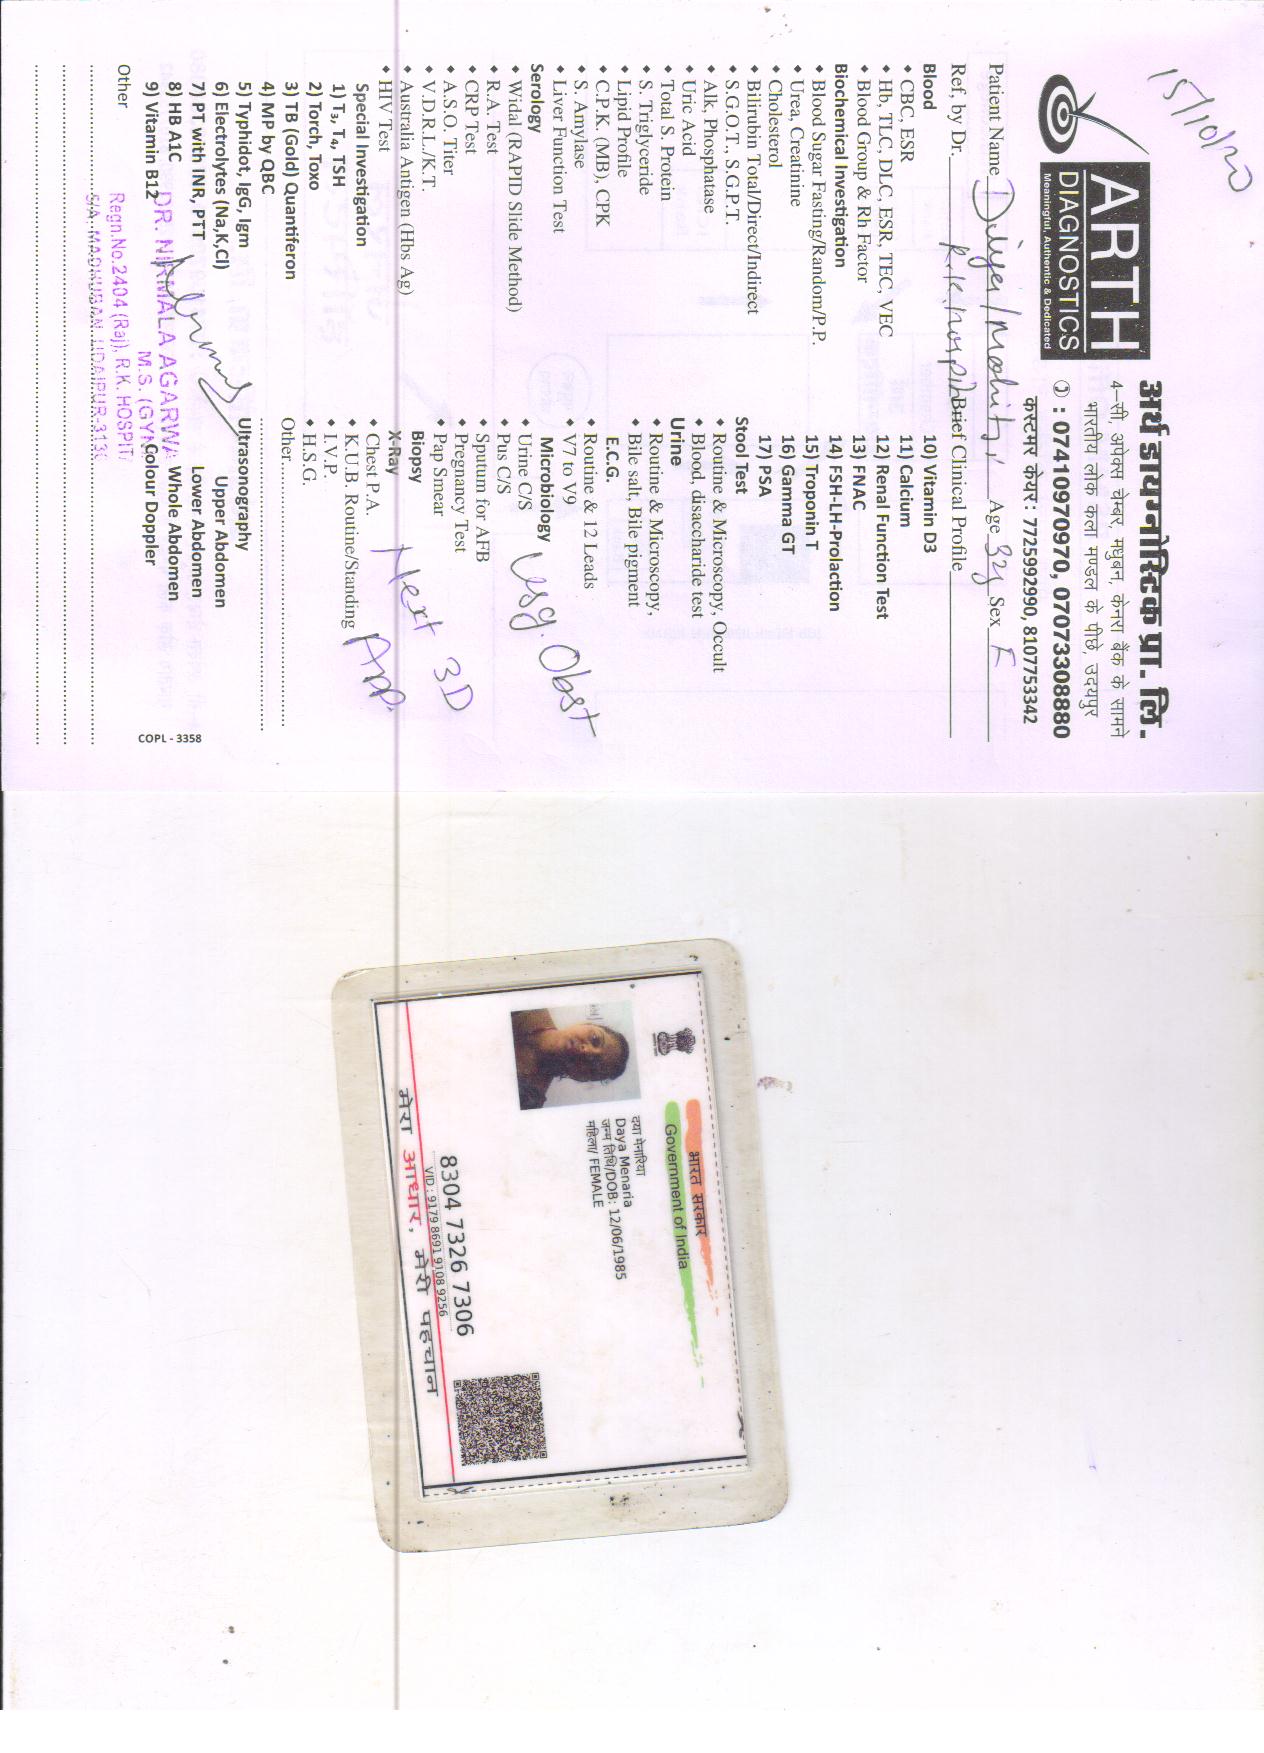 15/10/20
ARTH
DIAGNOSTICS
Meaningful, Authentic & Dedicated
अर्थ डायग्नोस्टिक प्रा. लि.
4–सी, अपेक्स चेम्बर, मधुबन, केनरा बैंक के सामने
भारतीय लोक कला मण्डल के पीछे, उदयपुर
✆ : 07410970970, 07073308880
कस्टमर केयर : 7725992990, 8107753342
Patient Name Age 32y Sex F
Ref. by Dr. R.K. Brief Clinical Profile
Blood
• CBC, ESR
• Hb, TLC, DLC, ESR, TEC, VEC
• Blood Group & Rh Factor
Biochemical Investigation
• Blood Sugar Fasting/Random/P.P.
• Urea, Creatinine
• Cholesterol
• Bilirubin Total/Direct/Indirect
• S.G.O.T., S.G.P.T.
• Alk, Phosphatase
• Uric Acid
• Total S. Protein
• S. Triglyceride
• Lipid Profile
• C.P.K. (MB), CPK
• S. Amylase
• Liver Function Test
Serology
• Widal (RAPID Slide Method)
• R.A. Test
• CRP Test
• A.S.O. Titer
• V.D.R.L./K.T.
• Australia Antigen (Hbs Ag)
• HIV Test
Special Investigation
1) T₃, T₄, TSH
2) Torch, Toxo
3) TB (Gold) Quantiferon
4) MP by QBC
5) Typhidot, IgG, Igm
6) Electrolytes (Na,K,Cl)
7) PT with INR, PTT
8) HB A1C
9) Vitamin B12
Other
10) Vitamin D3
11) Calcium
12) Renal Function Test
13) FNAC
14) FSH-LH-Prolaction
15) Troponin T
16) Gamma GT
17) PSA
Stool Test
• Routine & Microscopy, Occult
• Blood, disaccharide test
Urine
• Routine & Microscopy,
• Bile salt, Bile pigment
E.C.G.
• Routine & 12 Leads
• V7 to V9
Microbiology
• Urine C/S
• Pus C/S
• Sputum for AFB
• Pregnancy Test
• Pap Smear
Biopsy
X-Ray
• Chest P.A.
• K.U.B. Routine/Standing
• I.V.P.
• H.S.G.
Other
Ultrasonography
Upper Abdomen
Lower Abdomen
Whole Abdomen
Colour Doppler
Usg. Obst
Next 3D
App.
DR. NIRMALA AGARWA
M.S. (GYN
Regn.No.2404 (Raj), R.K. HOSPIT
5/A, MADHUBAN, UDAIPUR-3130
COPL - 3358
भारत सरकार
Government of India
दया मेनारिया
Daya Menaria
जन्म तिथि/DOB: 12/06/1985
महिला/ FEMALE
8304 7326 7306
VID : 9179 8691 9108 9256
मेरा आधार, मेरी पहचान